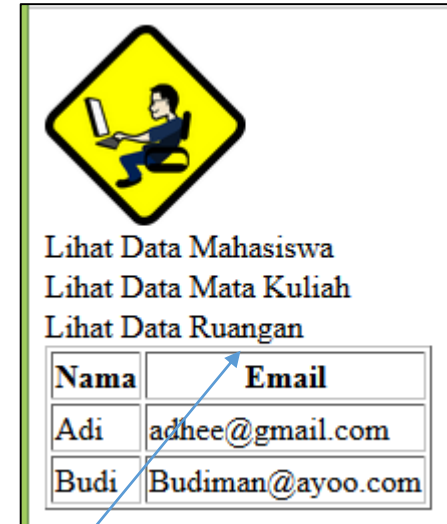 Lihat Data Mahasiswa
Lihat Data Mata Kuliah
Lihat Data Ruangan
Nama Email
Adi adhee@gmail.com
Budi Budiman@ayoo.com